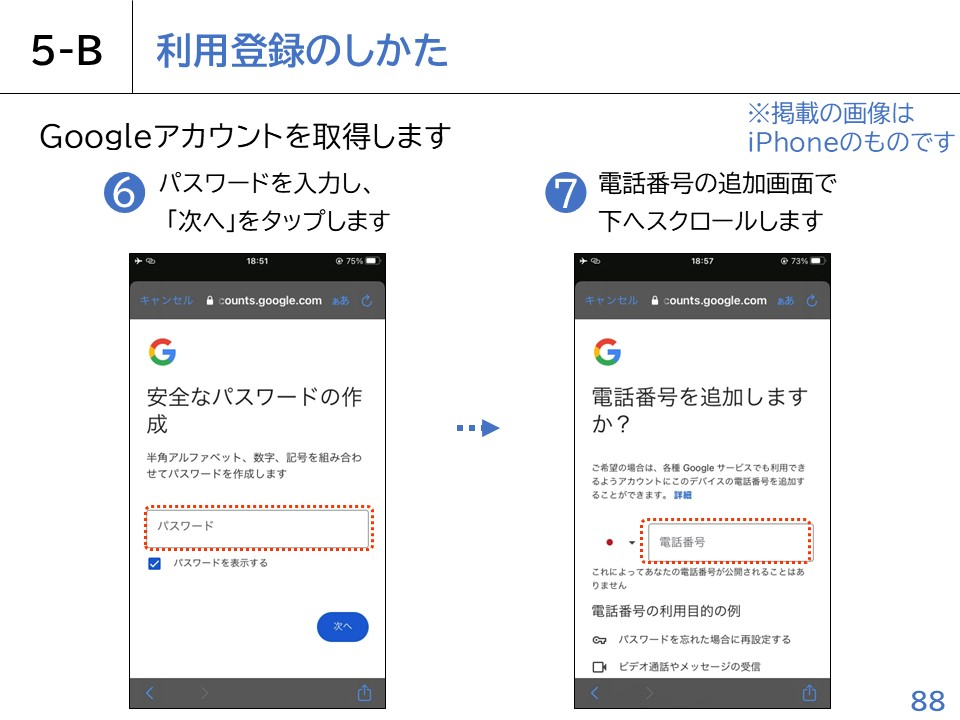 5-B
利用登録のしかた
Googleアカウントを取得します
※掲載の画像は
iPhoneのものです
6
パスワードを入力し、
「次へ」をタップします
18:51
75%
キャンセル
counts.google.com
ぁあ
G
安全なパスワードの作
成
半角アルファベット、数字、記号を組み合わ
せてパスワードを作成します
パスワード
パスワードを表示する
次へ
7
電話番号の追加画面で
下へスクロールします
18:57
73%
キャンセル
counts.google.com
ぁあ
G
電話番号を追加します
か？
ご希望の場合は、各種 Google サービスでも利用でき
るようアカウントにこのデバイスの電話番号を追加す
ることができます。 詳細
電話番号
これによってあなたの電話番号が公開されることはあ
りません
電話番号の利用目的の例
パスワードを忘れた場合に再設定する
ビデオ通話やメッセージの受信
88